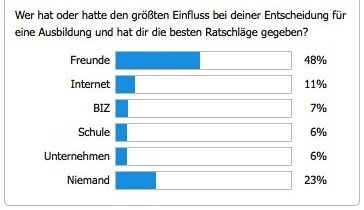 Wer hat oder hatte den größten Einfluss bei deiner Entscheidung für
eine Ausbildung und hat dir die besten Ratschläge gegeben?
Freunde 48%
Internet 11%
BIZ 7%
Schule 6%
Unternehmen 6%
Niemand 23%